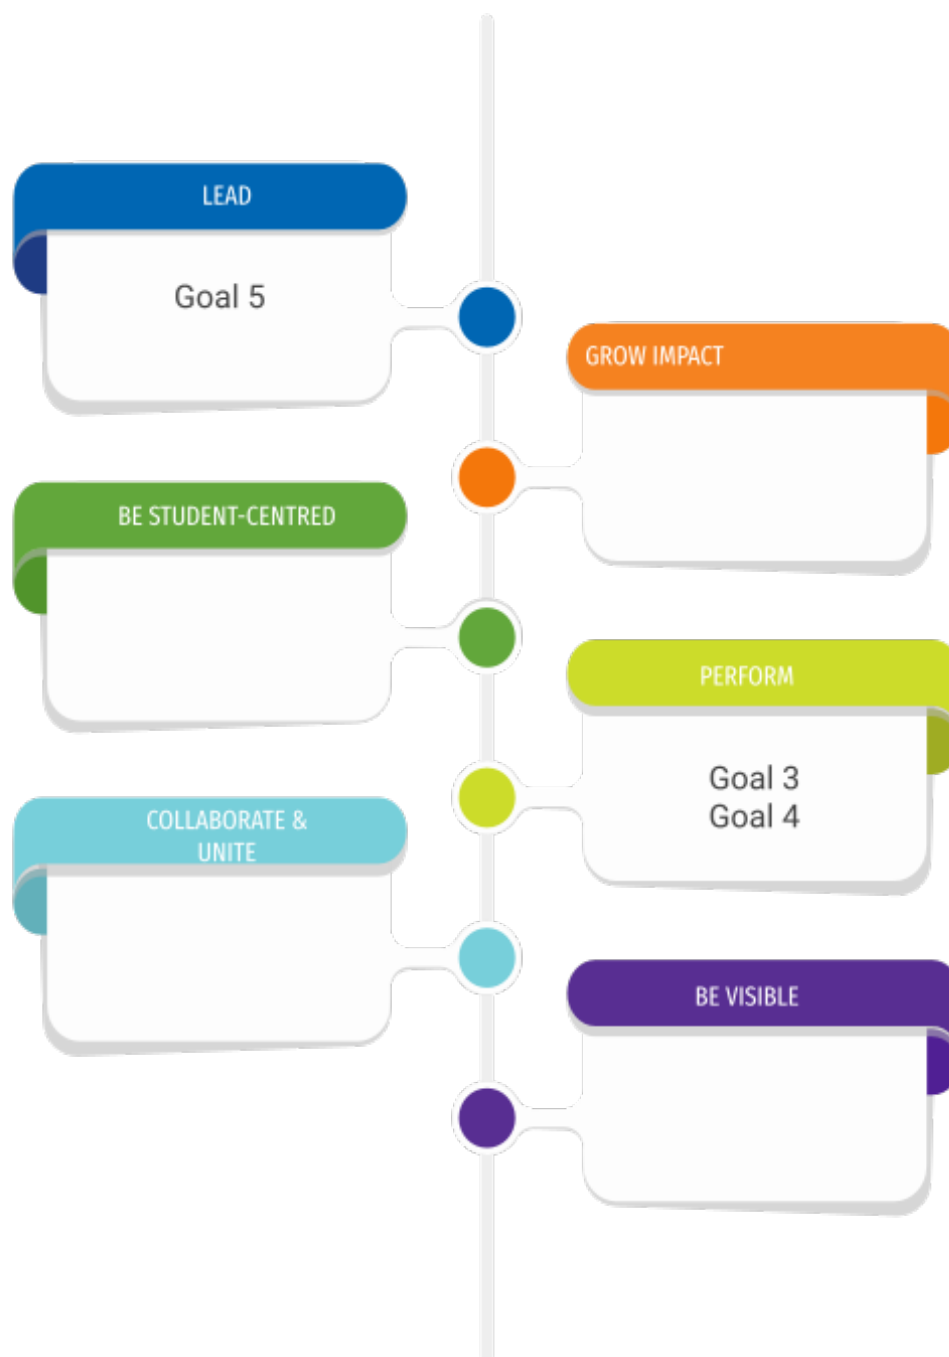 LEAD
Goal 5
GROW IMPACT
BE STUDENT-CENTRED
PERFORM
Goal 3
Goal 4
COLLABORATE &
UNITE
BE VISIBLE